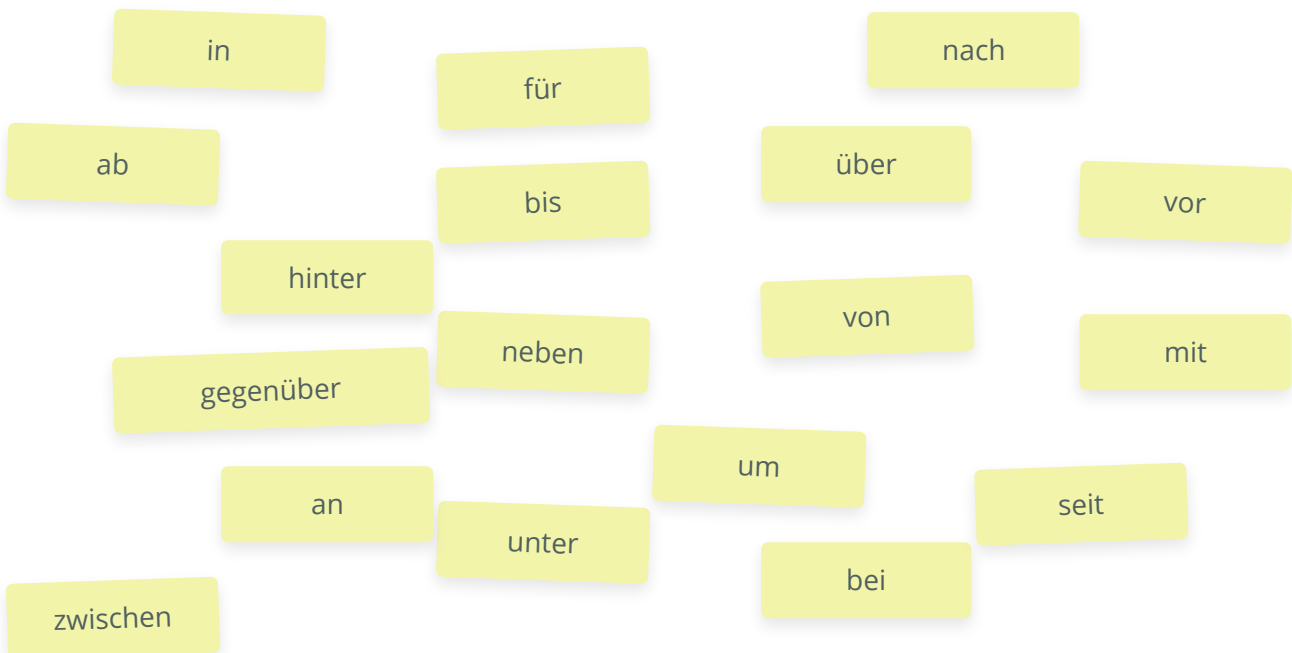 in
nach
für
ab
über
bis
vor
hinter
von
neben
mit
gegenüber
um
an
seit
unter
bei
zwischen